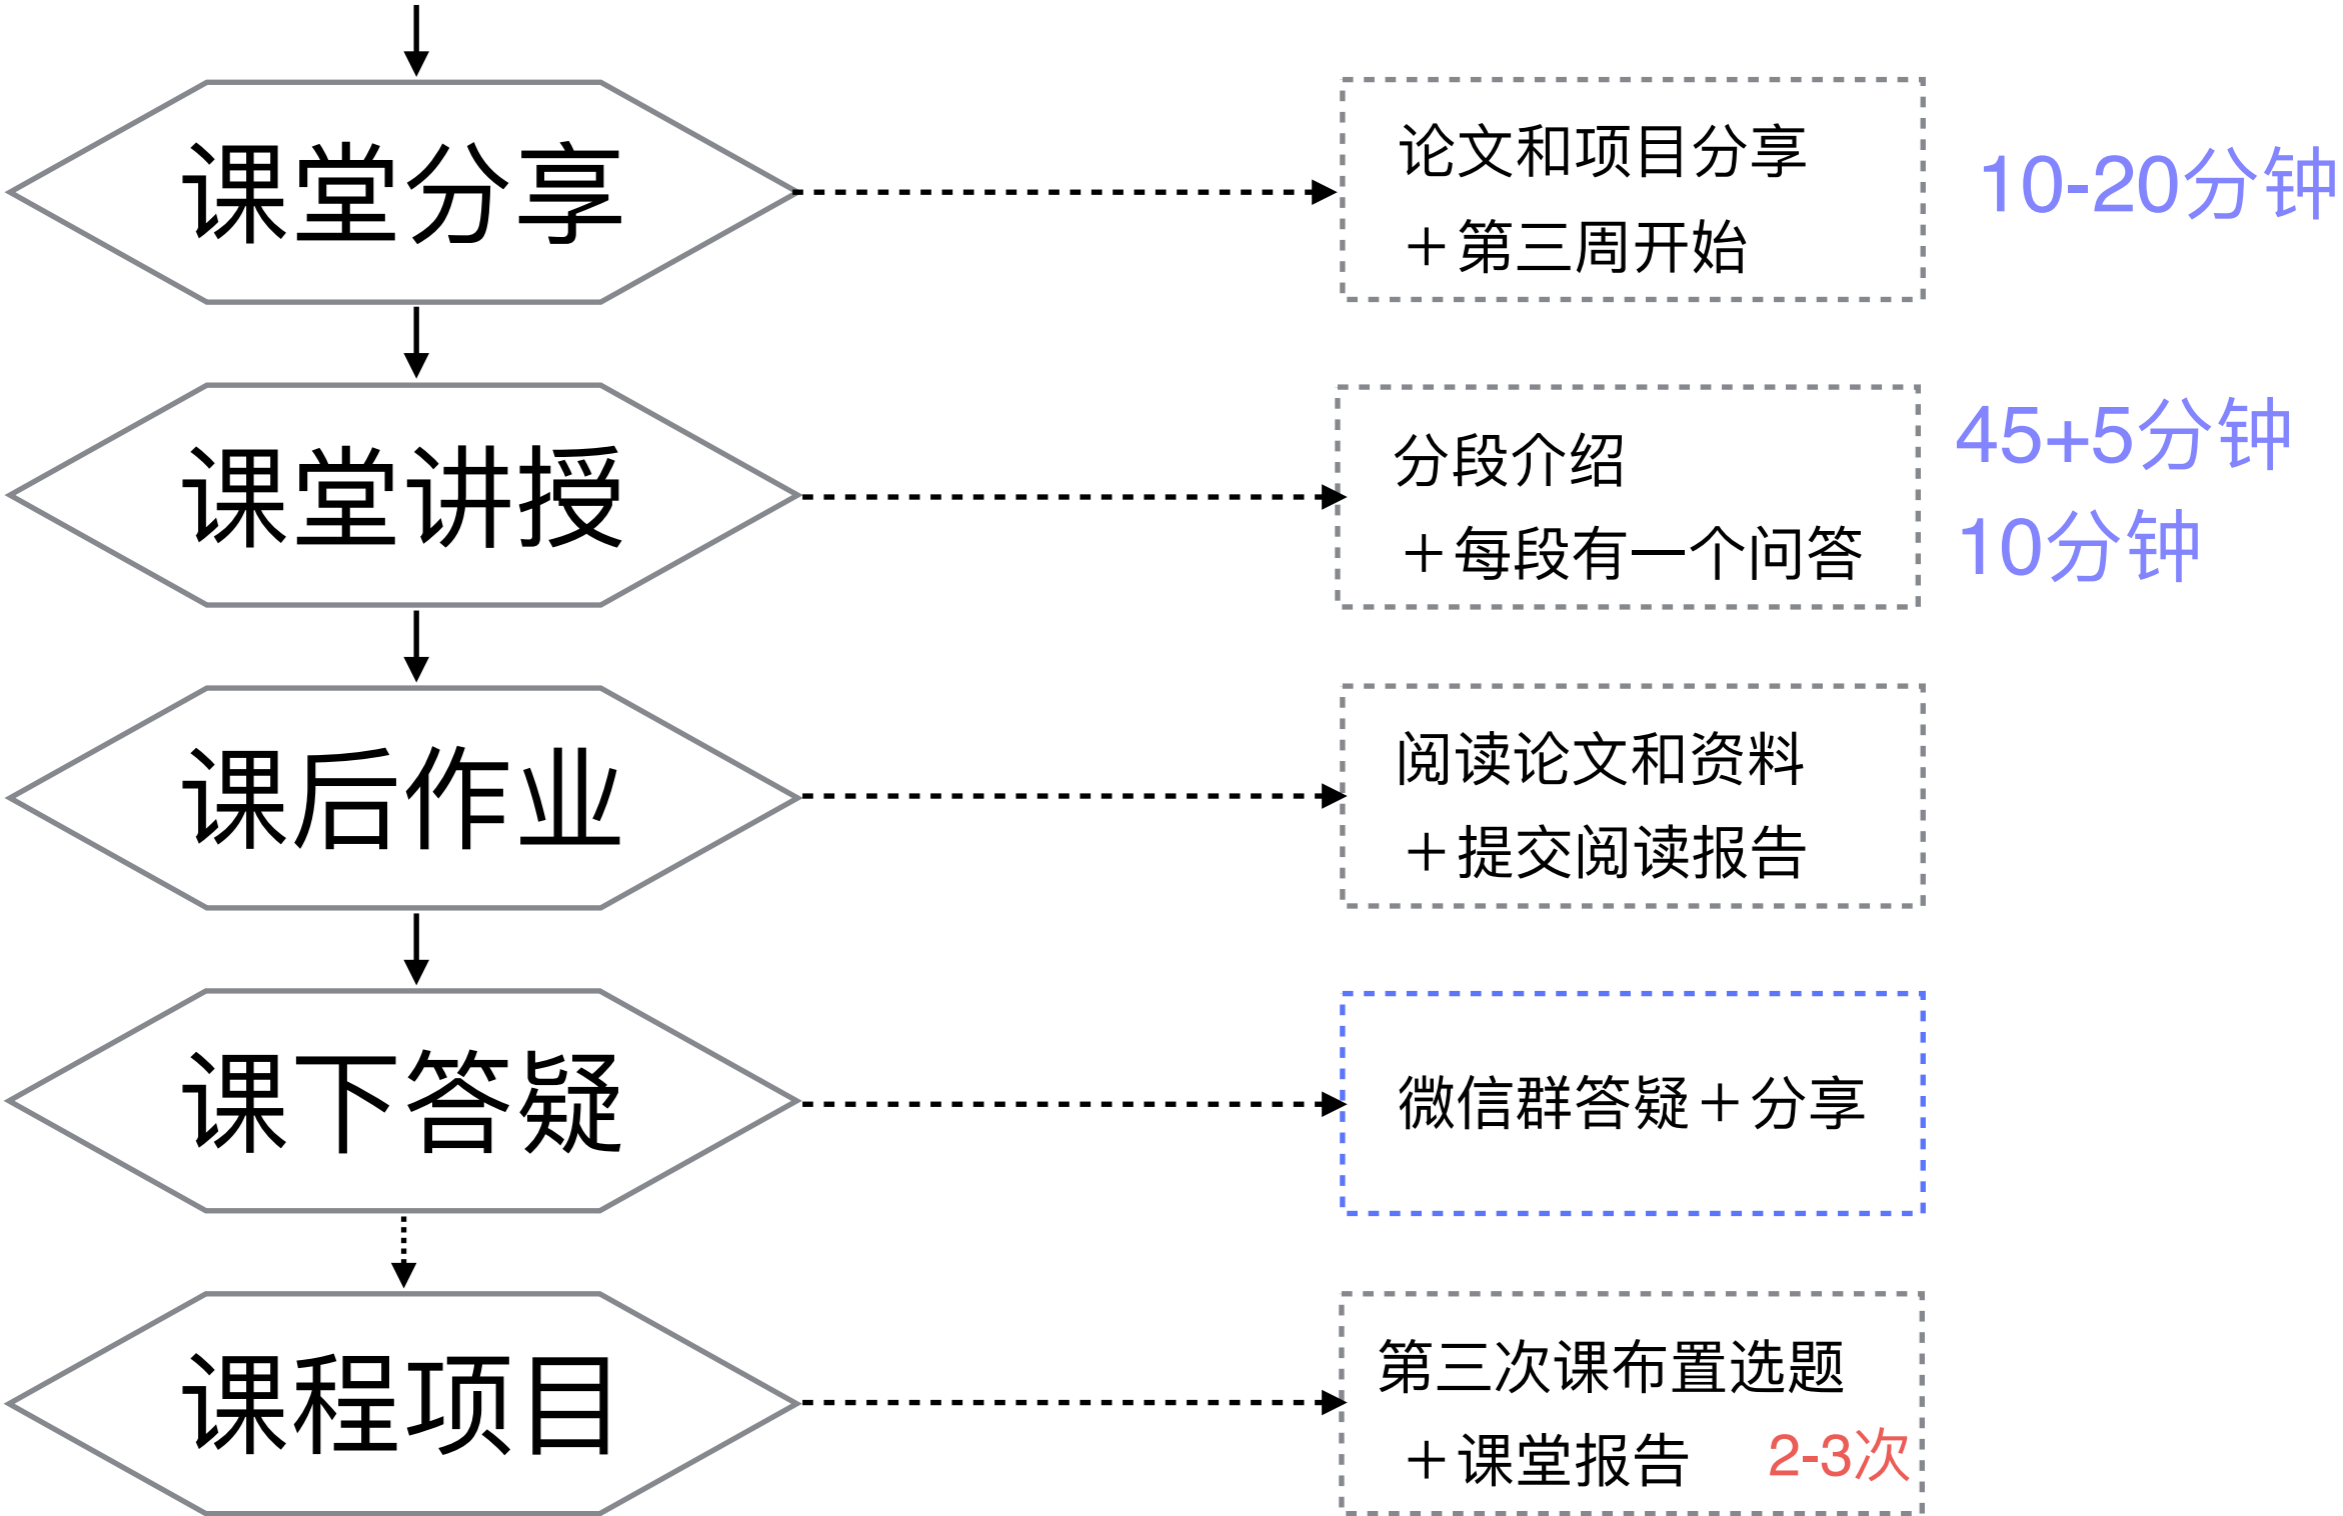 课堂分享
论文和项目分享
＋第三周开始
10-20分钟
课堂讲授
分段介绍
＋每段有一个问答
45+5分钟
10分钟
课后作业
阅读论文和资料
＋提交阅读报告
课下答疑
微信群答疑＋分享
课程项目
第三次课布置选题
＋课堂报告
2-3次